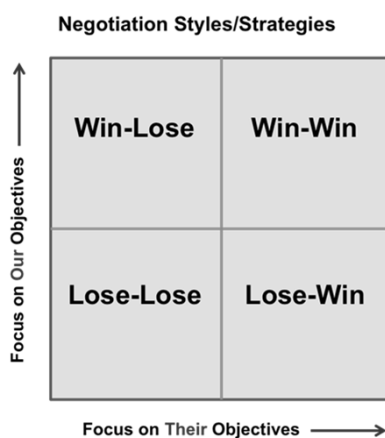 Negotiation Styles/Strategies
Focus on Our Objectives
Win-Lose
Win-Win
Lose-Lose
Lose-Win
Focus on Their Objectives